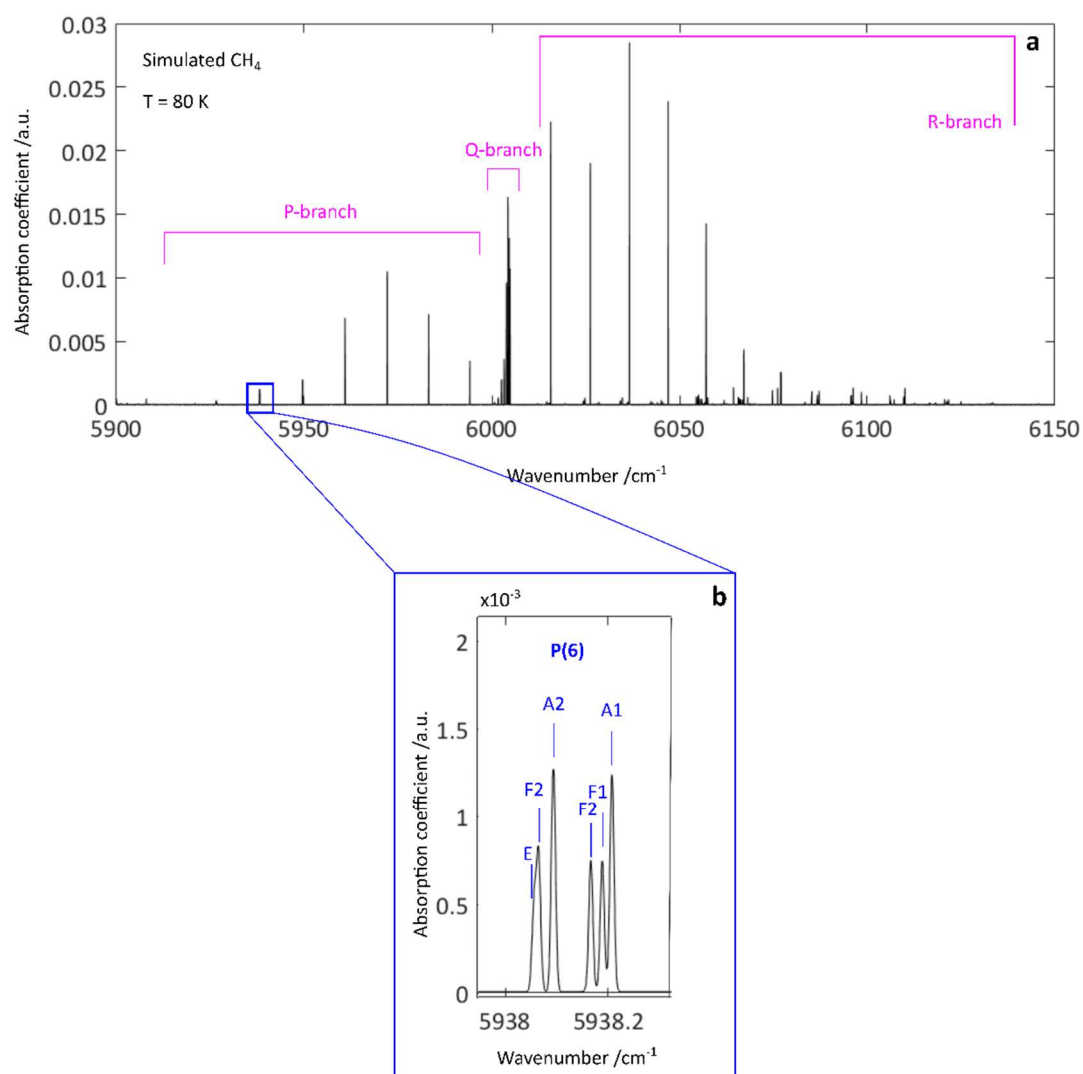 0.03
a
Simulated CH₄
0.025
T = 80 K
R-branch
0.02
Q-branch
0.015
P-branch
0.01
0.005
0
5900
5950
6000
6050
6100
6150
Absorption coefficient /a.u.
Wavenumber /cm⁻¹
b
x10⁻³
2
P(6)
A2
A1
1.5
F2
F1
F2
1
E
0.5
0
5938
5938.2
Absorption coefficient /a.u.
Wavenumber /cm⁻¹